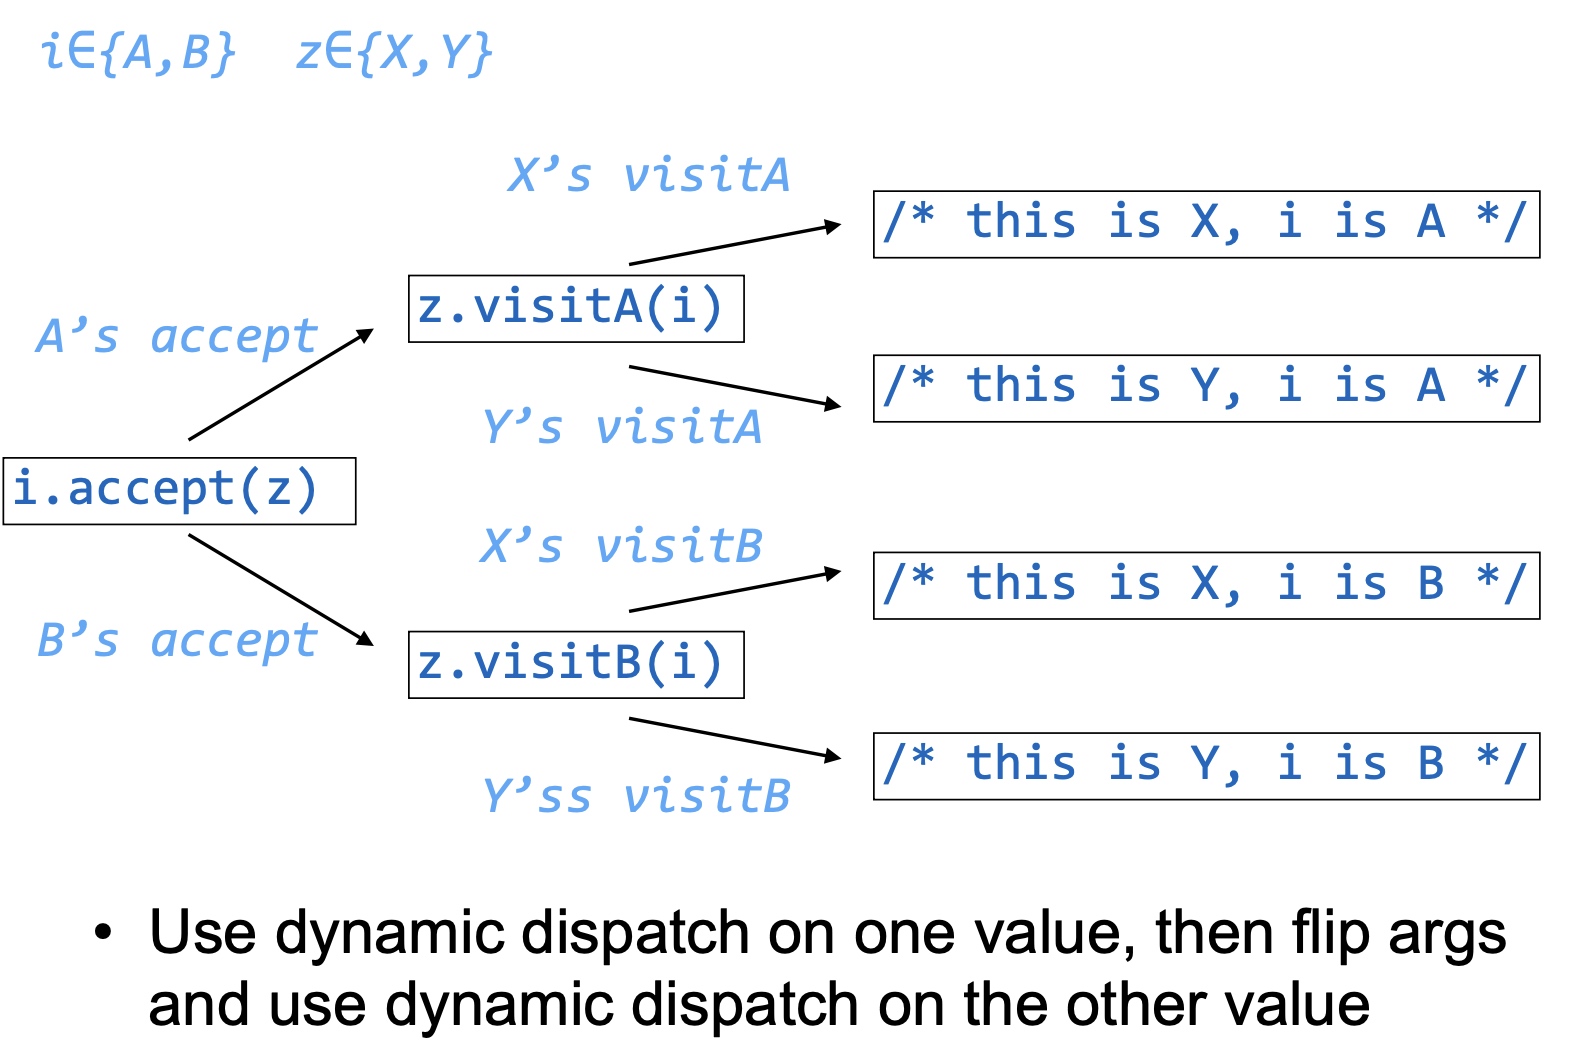 i∈{A,B}  z∈{X,Y}
X’s visitA
/* this is X, i is A */
z.visitA(i)
A’s accept
/* this is Y, i is A */
Y’s visitA
i.accept(z)
X’s visitB
/* this is X, i is B */
B’s accept
z.visitB(i)
/* this is Y, i is B */
Y’ss visitB
• Use dynamic dispatch on one value, then flip args
and use dynamic dispatch on the other value